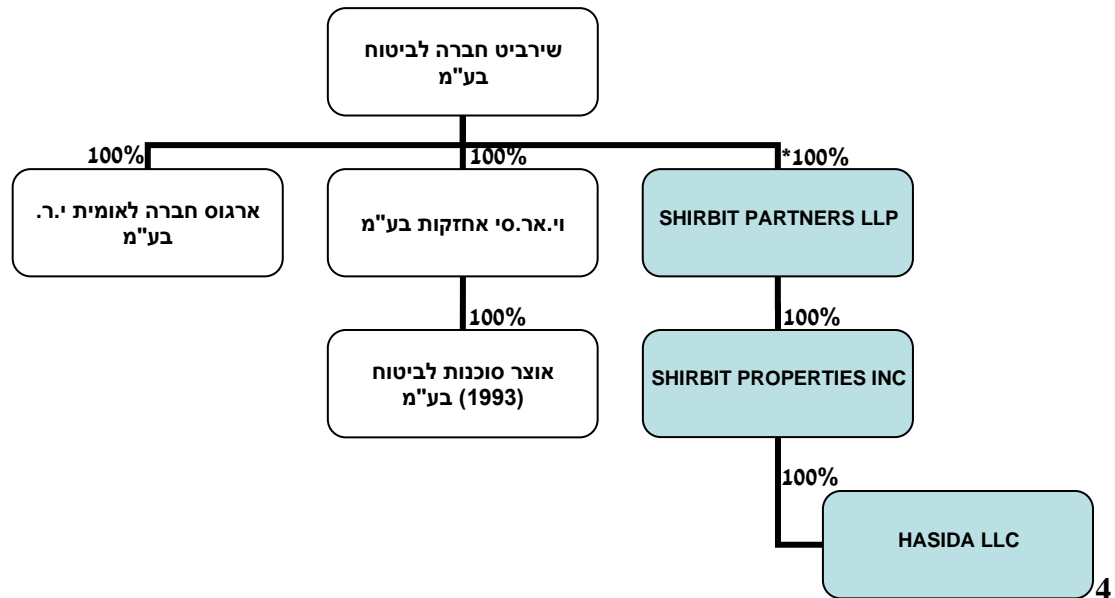 שירביט חברה לביטוח
בע"מ
100%
100%
*100%
ארגוס חברה לאומית י.ר.
בע"מ
וי.אר.סי אחזקות בע"מ
SHIRBIT PARTNERS LLP
100%
100%
אוצר סוכנות לביטוח
(1993) בע"מ
SHIRBIT PROPERTIES INC
100%
HASIDA LLC
4